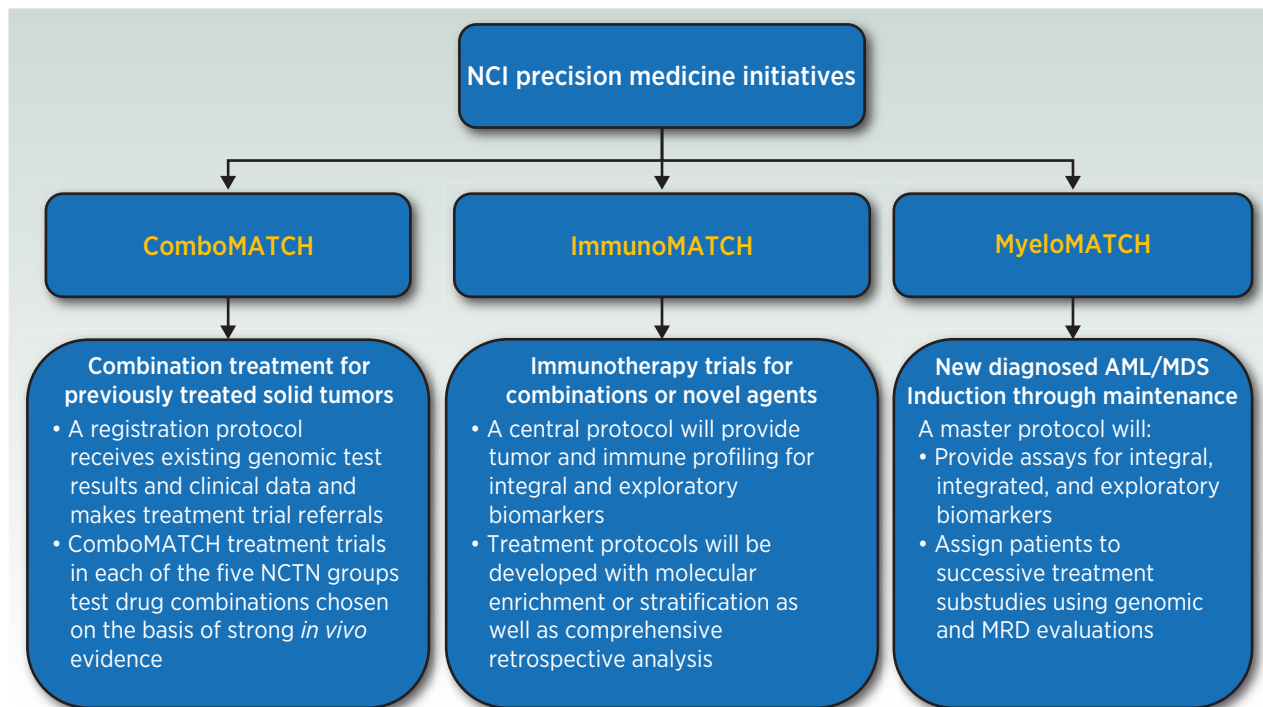 NCI precision medicine initiatives
ComboMATCH
ImmunoMATCH
MyeloMATCH
Combination treatment for
previously treated solid tumors
• A registration protocol
receives existing genomic test
results and clinical data and
makes treatment trial referrals
• ComboMATCH treatment trials
in each of the five NCTN groups
test drug combinations chosen
on the basis of strong in vivo
evidence
Immunotherapy trials for
combinations or novel agents
• A central protocol will provide
tumor and immune profiling for
integral and exploratory
biomarkers
• Treatment protocols will be
developed with molecular
enrichment or stratification as
well as comprehensive
retrospective analysis
New diagnosed AML/MDS
Induction through maintenance
A master protocol will:
• Provide assays for integral,
integrated, and exploratory
biomarkers
• Assign patients to
successive treatment
substudies using genomic
and MRD evaluations